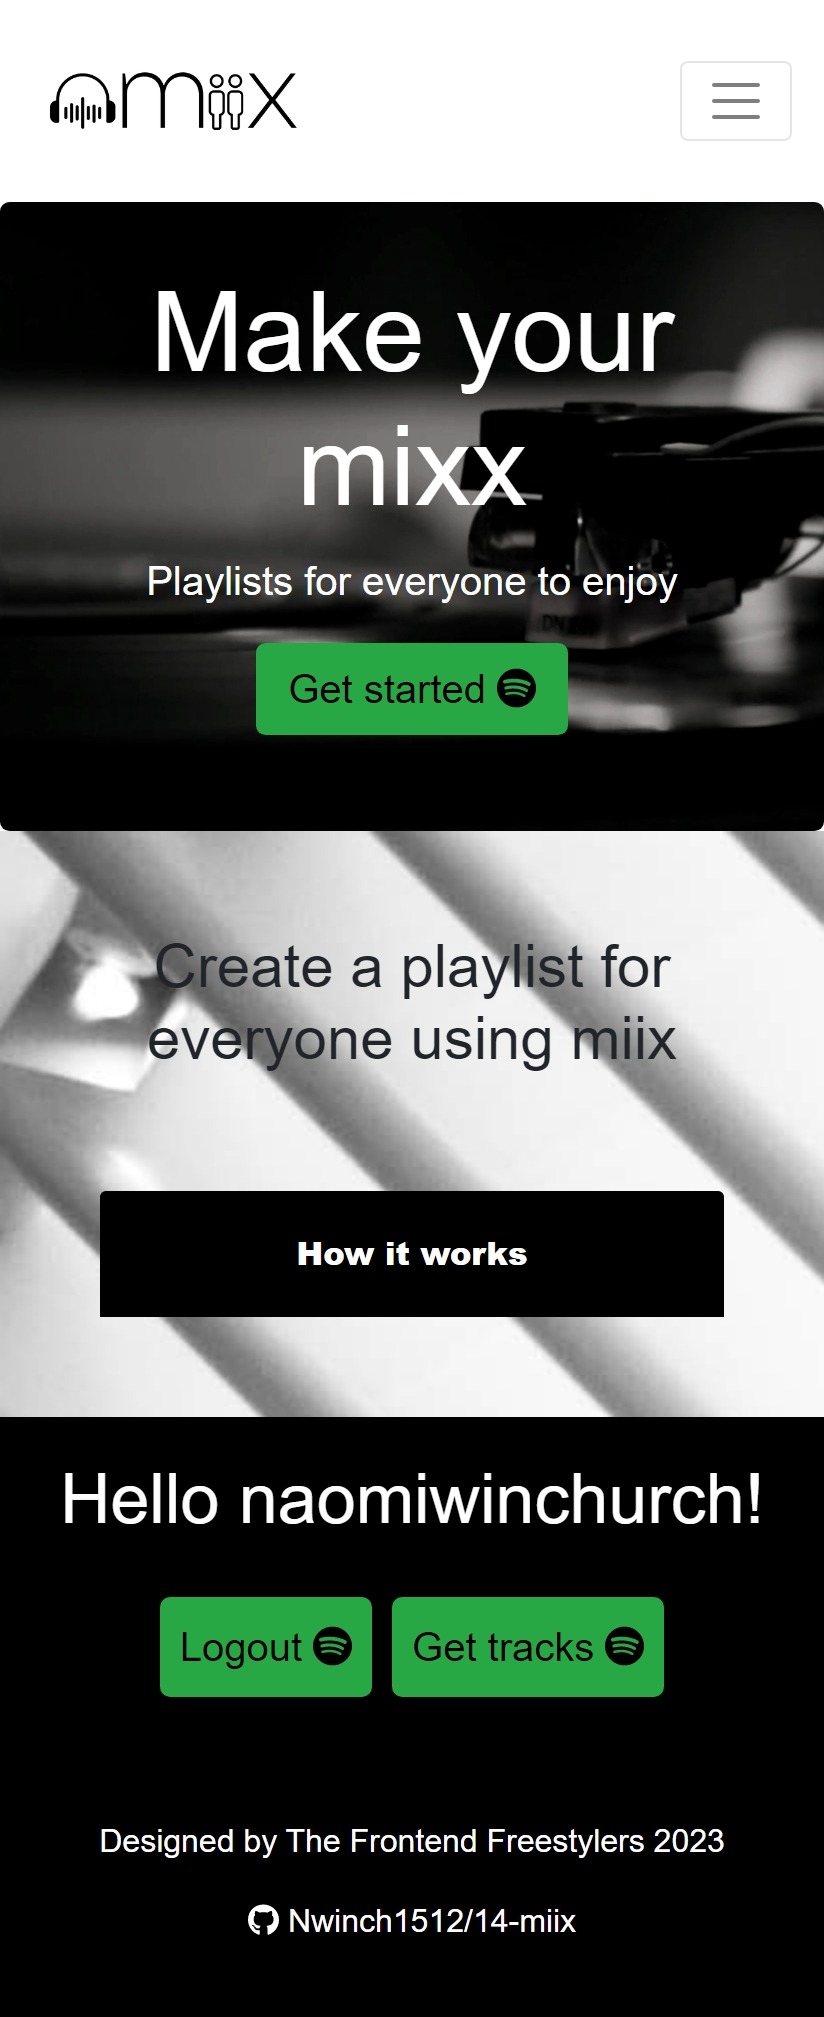 miix
Make your
mixx
Playlists for everyone to enjoy
Get started
Create a playlist for
everyone using miix
How it works
Hello naomiwinchurch!
Logout
Get tracks
Designed by The Frontend Freestylers 2023
Nwinch1512/14-miix